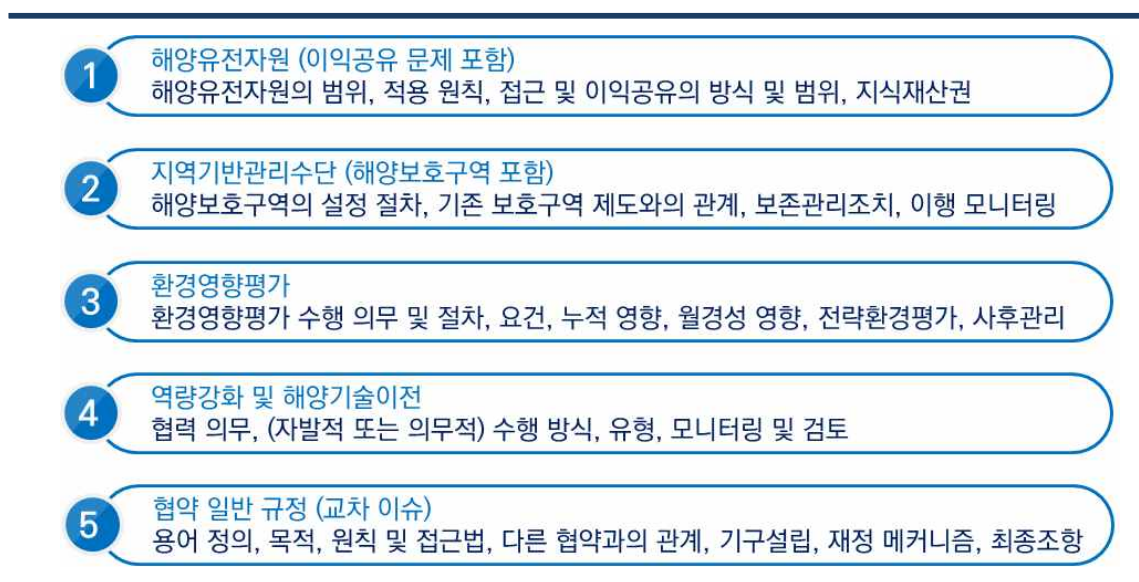 1
해양유전자원 (이익공유 문제 포함)
해양유전자원의 범위, 적용 원칙, 접근 및 이익공유의 방식 및 범위, 지식재산권
2
지역기반관리수단 (해양보호구역 포함)
해양보호구역의 설정 절차, 기존 보호구역 제도와의 관계, 보존관리조치, 이행 모니터링
3
환경영향평가
환경영향평가 수행 의무 및 절차, 요건, 누적 영향, 월경성 영향, 전략환경평가, 사후관리
4
역량강화 및 해양기술이전
협력 의무, (자발적 또는 의무적) 수행 방식, 유형, 모니터링 및 검토
5
협약 일반 규정 (교차 이슈)
용어 정의, 목적, 원칙 및 접근법, 다른 협약과의 관계, 기구설립, 재정 메커니즘, 최종조항